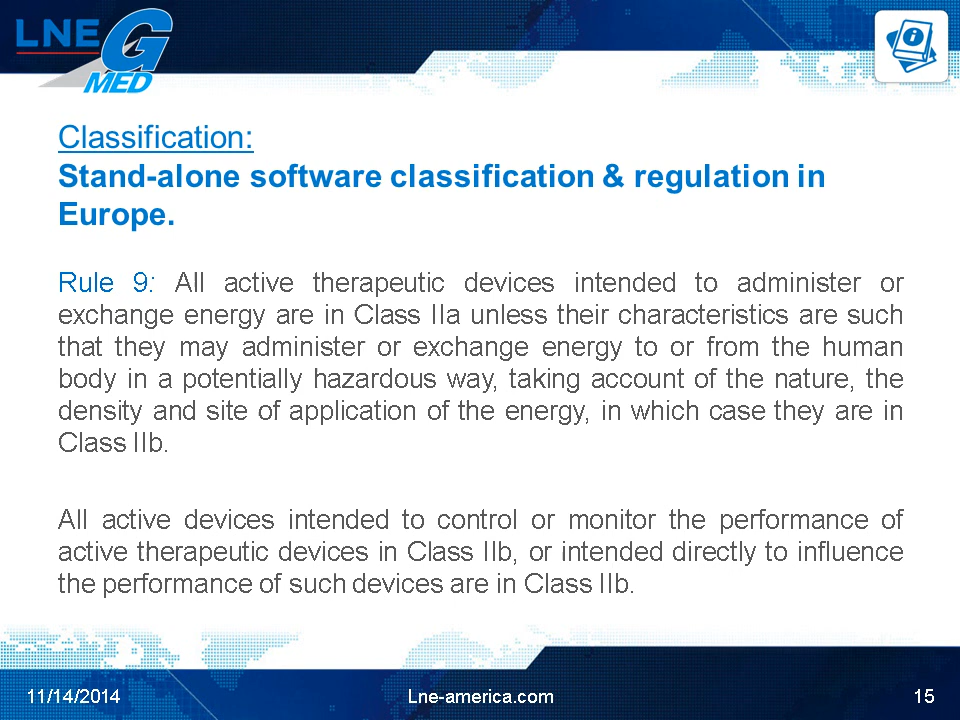 LNE G
MED
Classification:
Stand-alone software classification & regulation in
Europe.
Rule 9: All active therapeutic devices intended to administer or
exchange energy are in Class IIa unless their characteristics are such
that they may administer or exchange energy to or from the human
body in a potentially hazardous way, taking account of the nature, the
density and site of application of the energy, in which case they are in
Class IIb.
All active devices intended to control or monitor the performance of
active therapeutic devices in Class IIb, or intended directly to influence
the performance of such devices are in Class IIb.
11/14/2014 Lne-america.com 15